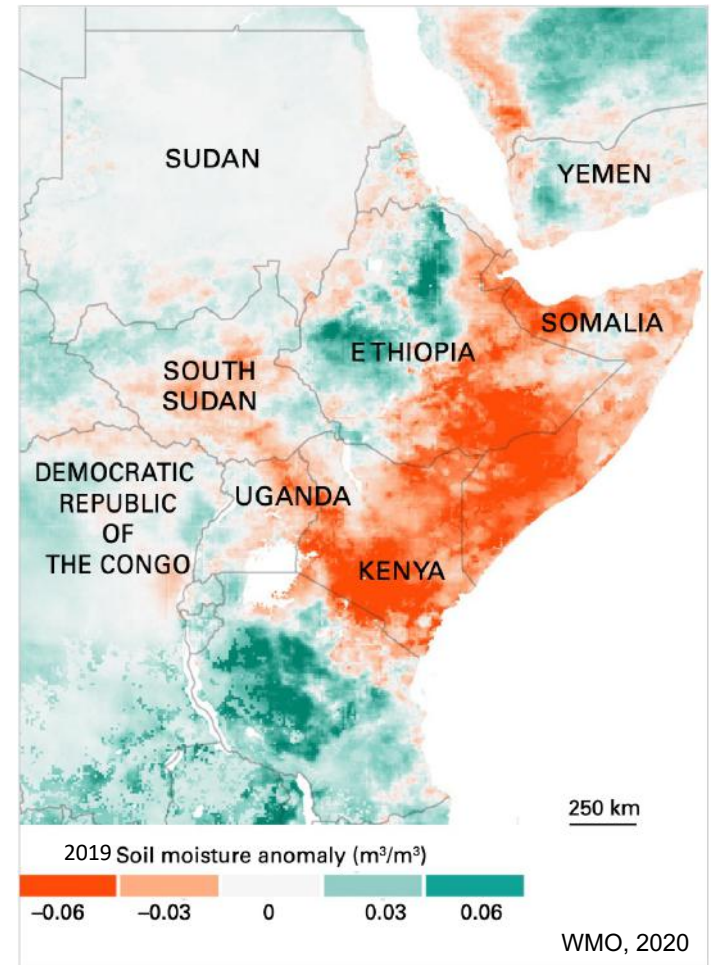 SUDAN
YEMEN
SOMALIA
ETHIOPIA
SOUTH
SUDAN
DEMOCRATIC
REPUBLIC
OF
THE CONGO
UGANDA
KENYA
250 km
2019 Soil moisture anomaly (m³/m³)
–0.06 –0.03 0 0.03 0.06
WMO, 2020